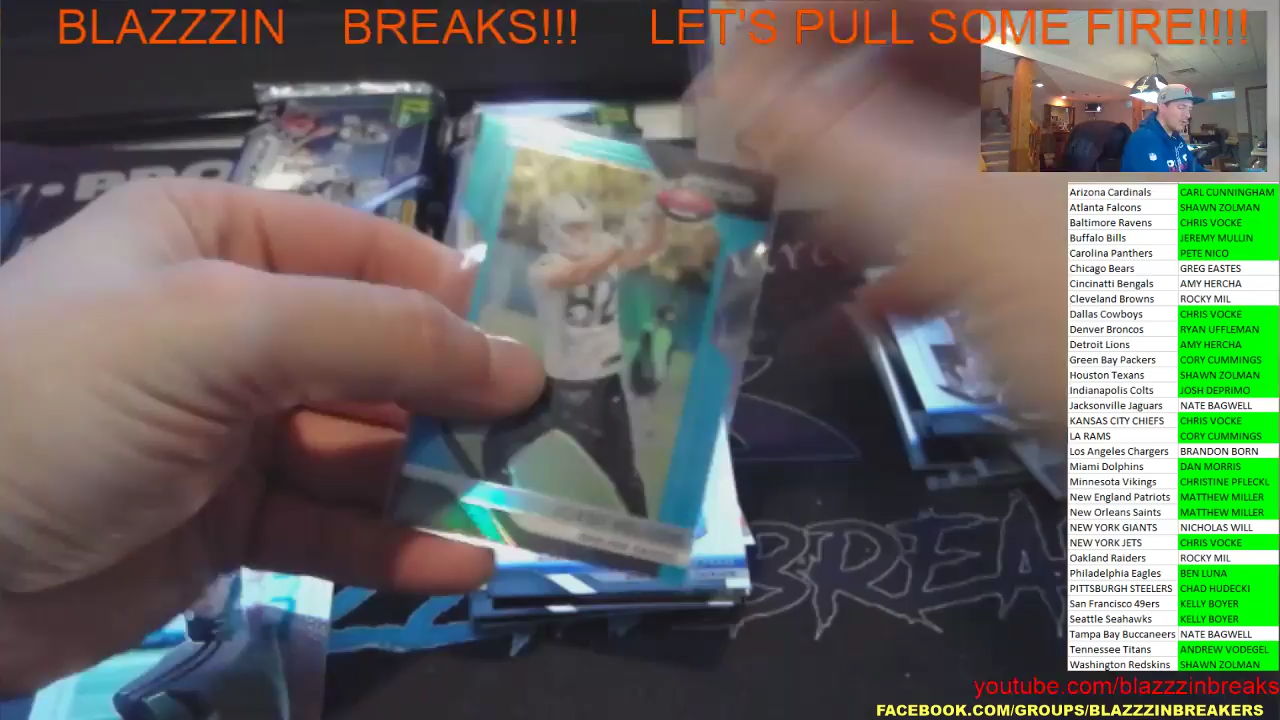 BLAZZZIN BREAKS!!! LET'S PULL SOME FIRE!!!!
Arizona Cardinals CARL CUNNINGHAM
Atlanta Falcons SHAWN ZOLMAN
Baltimore Ravens CHRIS VOCKE
Buffalo Bills JEREMY MULLIN
Carolina Panthers PETE NICO
Chicago Bears GREG EASTES
Cincinatti Bengals AMY HERCHA
Cleveland Browns ROCKY MIL
Dallas Cowboys CHRIS VOCKE
Denver Broncos RYAN UFFLEMAN
Detroit Lions AMY HERCHA
Green Bay Packers CORY CUMMINGS
Houston Texans SHAWN ZOLMAN
Indianapolis Colts JOSH DEPRIMO
Jacksonville Jaguars NATE BAGWELL
KANSAS CITY CHIEFS CHRIS VOCKE
LA RAMS CORY CUMMINGS
Los Angeles Chargers BRANDON BORN
Miami Dolphins DAN MORRIS
Minnesota Vikings CHRISTINE PFLECKL
New England Patriots MATTHEW MILLER
New Orleans Saints MATTHEW MILLER
NEW YORK GIANTS NICHOLAS WILL
NEW YORK JETS CHRIS VOCKE
Oakland Raiders ROCKY MIL
Philadelphia Eagles BEN LUNA
PITTSBURGH STEELERS CHAD HUDECKI
San Francisco 49ers KELLY BOYER
Seattle Seahawks KELLY BOYER
Tampa Bay Buccaneers NATE BAGWELL
Tennessee Titans ANDREW VODEGEL
Washington Redskins SHAWN ZOLMAN
youtube.com/blazzzinbreaks
FACEBOOK.COM/GROUPS/BLAZZZINBREAKERS
82